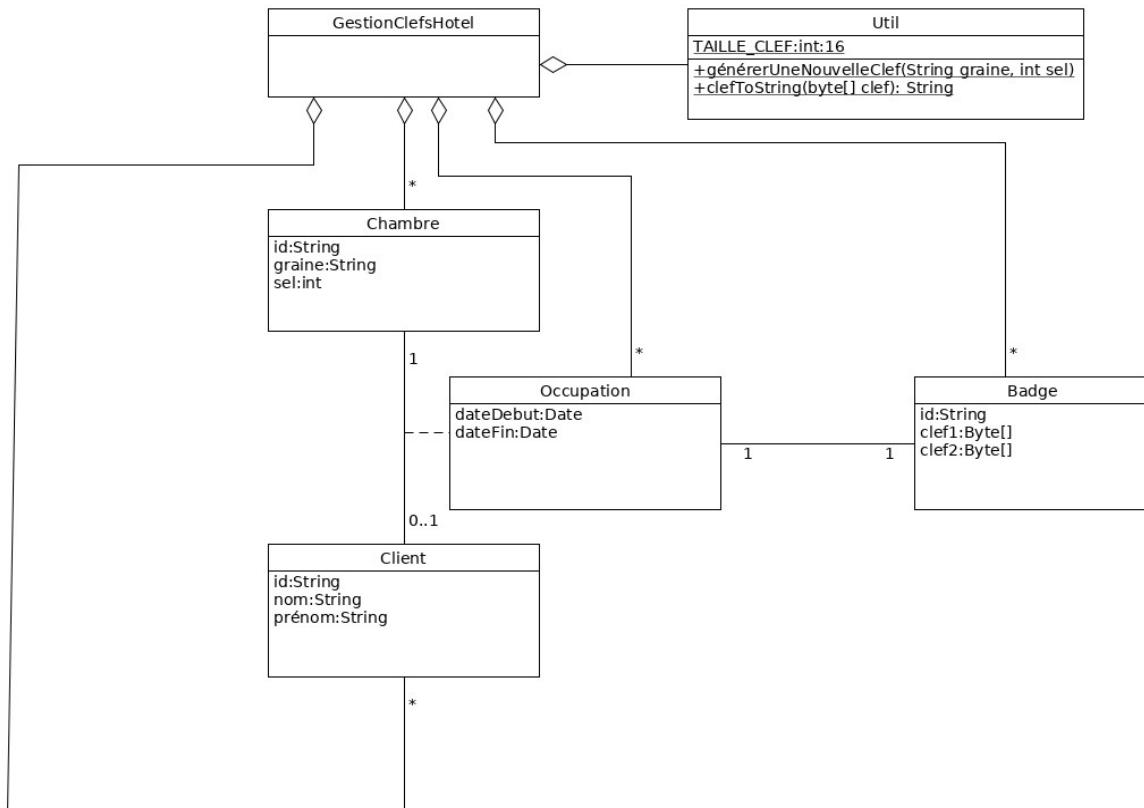 GestionClefsHotel
Util
TAILLE_CLEF:int:16
+générerUneNouvelleClef(String graine, int sel)
+clefToString(byte[] clef): String
*
Chambre
id:String
graine:String
sel:int
1
*
*
Occupation
dateDebut:Date
dateFin:Date
Badge
id:String
clef1:Byte[]
clef2:Byte[]
1
1
0..1
Client
id:String
nom:String
prénom:String
*